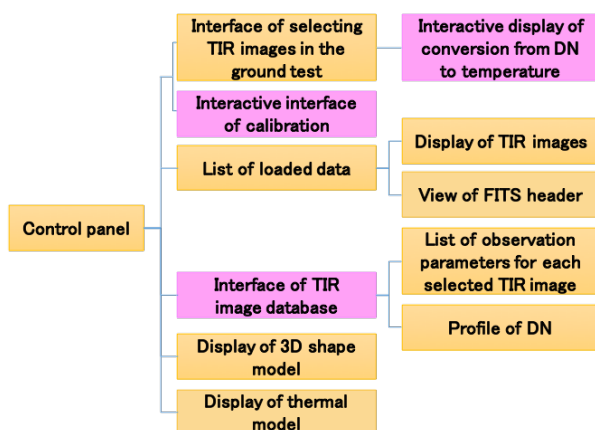 Interface of selecting
TIR images in the
ground test
Interactive display of
conversion from DN
to temperature
Interactive interface
of calibration
List of loaded data
Display of TIR images
View of FITS header
Control panel
Interface of TIR
image database
List of observation
parameters for each
selected TIR image
Profile of DN
Display of 3D shape
model
Display of thermal
model